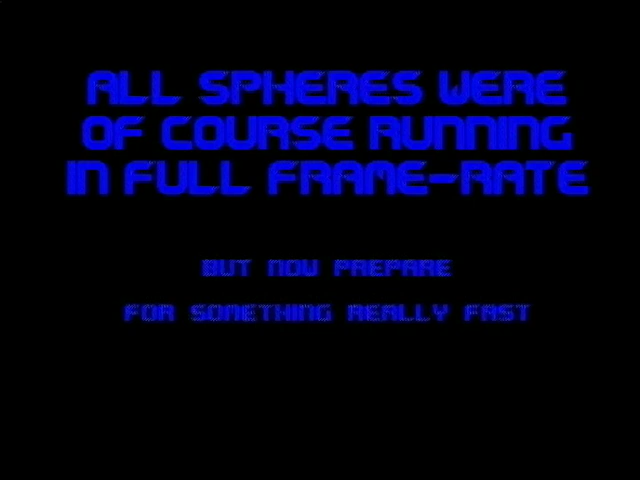 ALL SPHERES WERE
OF COURSE RUNNING
IN FULL FRAME-RATE
BUT NOW PREPARE
FOR SOMETHING REALLY FAST